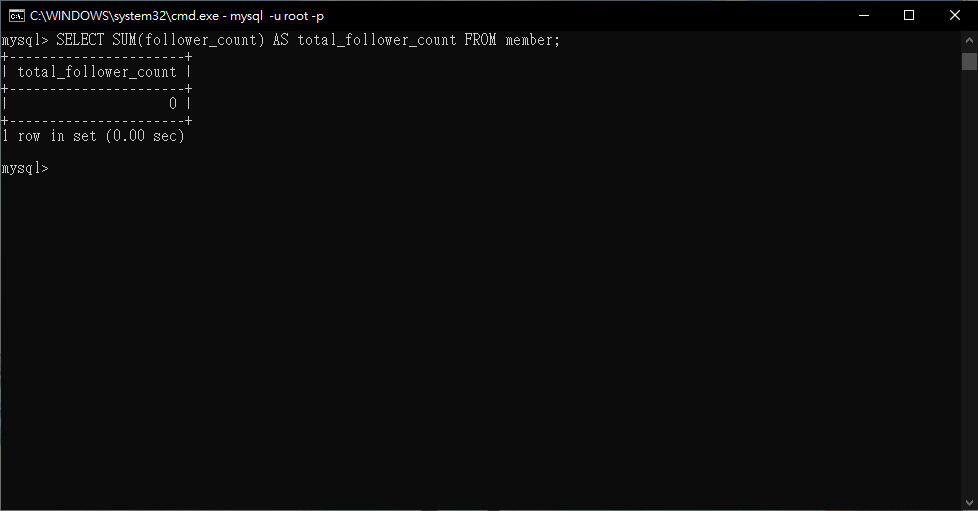 C:\WINDOWS\system32\cmd.exe - mysql  -u root -p
mysql> SELECT SUM(follower_count) AS total_follower_count FROM member;
+----------------------+
| total_follower_count |
+----------------------+
|                    0 |
+----------------------+
1 row in set (0.00 sec)
mysql>